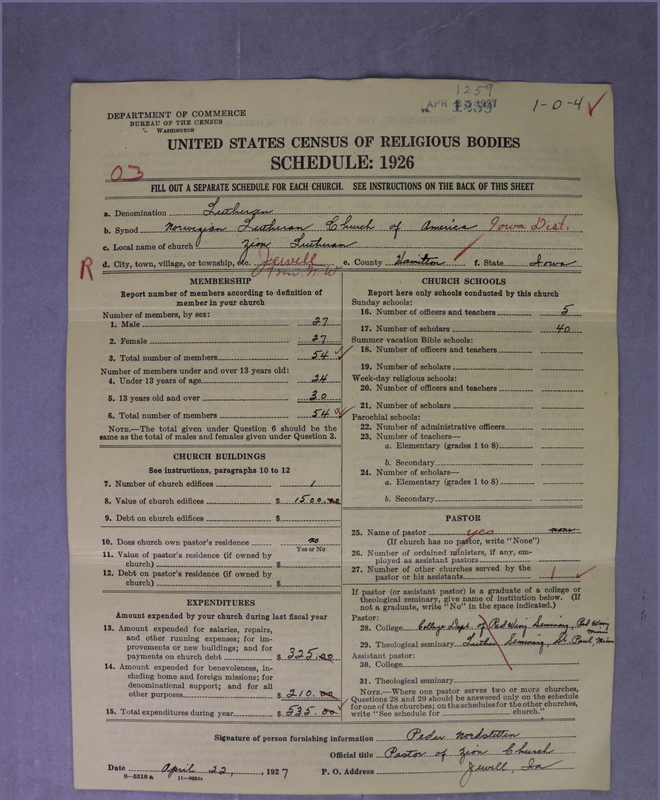 1259
APR 25 1927
1-0-4 ✓
DEPARTMENT OF COMMERCE
BUREAU OF THE CENSUS
WASHINGTON
UNITED STATES CENSUS OF RELIGIOUS BODIES
SCHEDULE: 1926
03
FILL OUT A SEPARATE SCHEDULE FOR EACH CHURCH. SEE INSTRUCTIONS ON THE BACK OF THIS SHEET
a. Denomination Lutheran
b. Synod Norwegian Lutheran Church of America Iowa Dist.
c. Local name of church Zion Lutheran
R d. City, town, village, or township, etc. Jewell e. County Hamilton f. State Iowa
MEMBERSHIP
Report number of members according to definition of
member in your church
Number of members, by sex:
1. Male 27
2. Female 27
3. Total number of members 54 ✓
Number of members under and over 13 years old:
4. Under 13 years of age 24
5. 13 years old and over 30
6. Total number of members 54 ✓
NOTE.—The total given under Question 6 should be the
same as the total of males and females given under Question 3.
CHURCH BUILDINGS
See instructions, paragraphs 10 to 12
7. Number of church edifices 1
8. Value of church edifices $ 1500.00
9. Debt on church edifices $
10. Does church own pastor's residence? no
Yes or No
11. Value of pastor's residence (if owned by
church) $
12. Debt on pastor's residence (if owned by
church) $
EXPENDITURES
Amount expended by your church during last fiscal year
13. Amount expended for salaries, repairs,
and other running expenses; for im-
provements or new buildings; and for
payments on church debt $ 325.00
14. Amount expended for benevolences, in-
cluding home and foreign missions; for
denominational support; and for all
other purposes $ 210.00
15. Total expenditures during year $ 535.00 ✓
CHURCH SCHOOLS
Report here only schools conducted by this church
Sunday schools:
16. Number of officers and teachers 5
17. Number of scholars 40
Summer vacation Bible schools:
18. Number of officers and teachers
19. Number of scholars
Week-day religious schools:
20. Number of officers and teachers
21. Number of scholars
Parochial schools:
22. Number of administrative officers
23. Number of teachers—
a. Elementary (grades 1 to 8)
b. Secondary
24. Number of scholars—
a. Elementary (grades 1 to 8)
b. Secondary
PASTOR
25. Name of pastor yes none
(If church has no pastor, write "None")
26. Number of ordained ministers, if any, em-
ployed as assistant pastors
27. Number of other churches served by the
pastor or his assistants 1 ✓
If pastor (or assistant pastor) is a graduate of a college or
theological seminary, give name of institution below. (If
not a graduate, write "No" in the space indicated.)
Pastor:
28. College College Dept. of Red Wing Seminary, Red Wing Minn
29. Theological seminary Luther Seminary St. Paul, Minn
Assistant pastor:
30. College
31. Theological seminary
NOTE.—Where one pastor serves two or more churches,
Questions 28 and 29 should be answered only on the schedule
for one of the churches; on the schedules for the other churches,
write "See schedule for church."
Signature of person furnishing information Peder Nordsletten
Official title Pastor of Zion Church
Date April 22, 1927 P. O. Address Jewell, Ia
8—5518 a